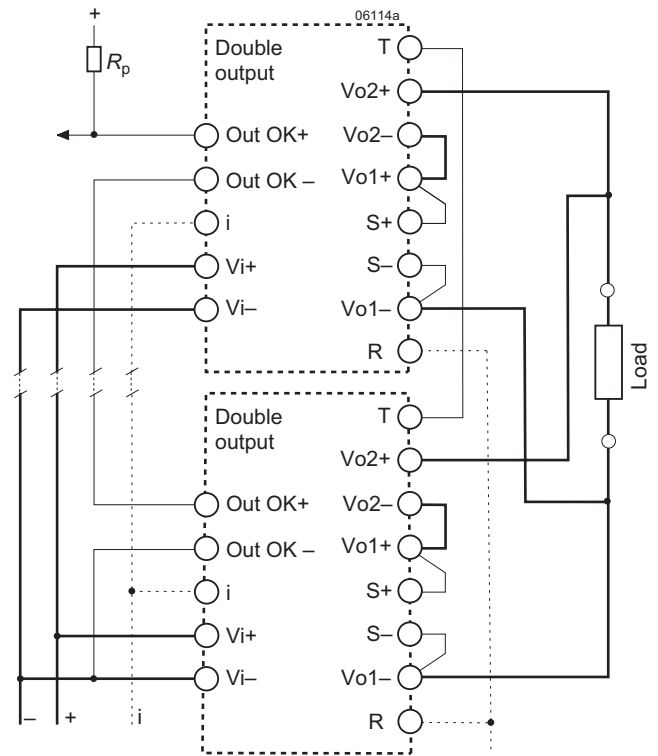 06114a
+
Rp
Double
output
T
Vo2+
Out OK+
Vo2–
Out OK –
Vo1+
i
S+
Vi+
S–
Vi–
Vo1–
R
Load
Double
output
T
Vo2+
Out OK+
Vo2–
Out OK –
Vo1+
i
S+
Vi+
S–
Vi–
Vo1–
– + i
R